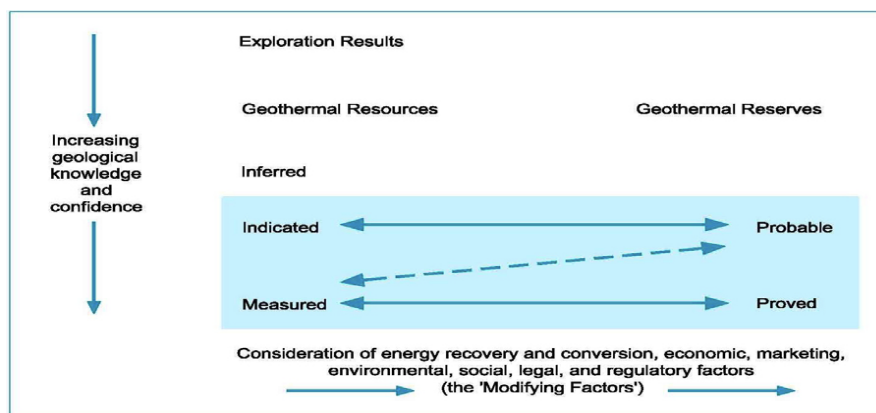 Exploration Results
Geothermal Resources
Geothermal Reserves
Increasing
geological
knowledge
and
confidence
Inferred
Indicated
Probable
Measured
Proved
Consideration of energy recovery and conversion, economic, marketing,
environmental, social, legal, and regulatory factors
(the 'Modifying Factors')